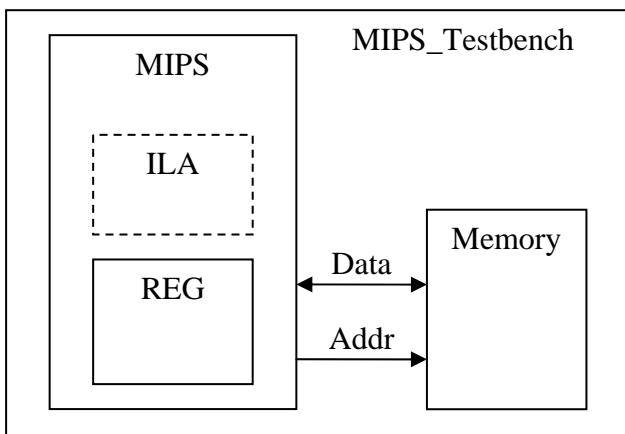 MIPS_Testbench
MIPS
ILA
Memory
Data
REG
Addr